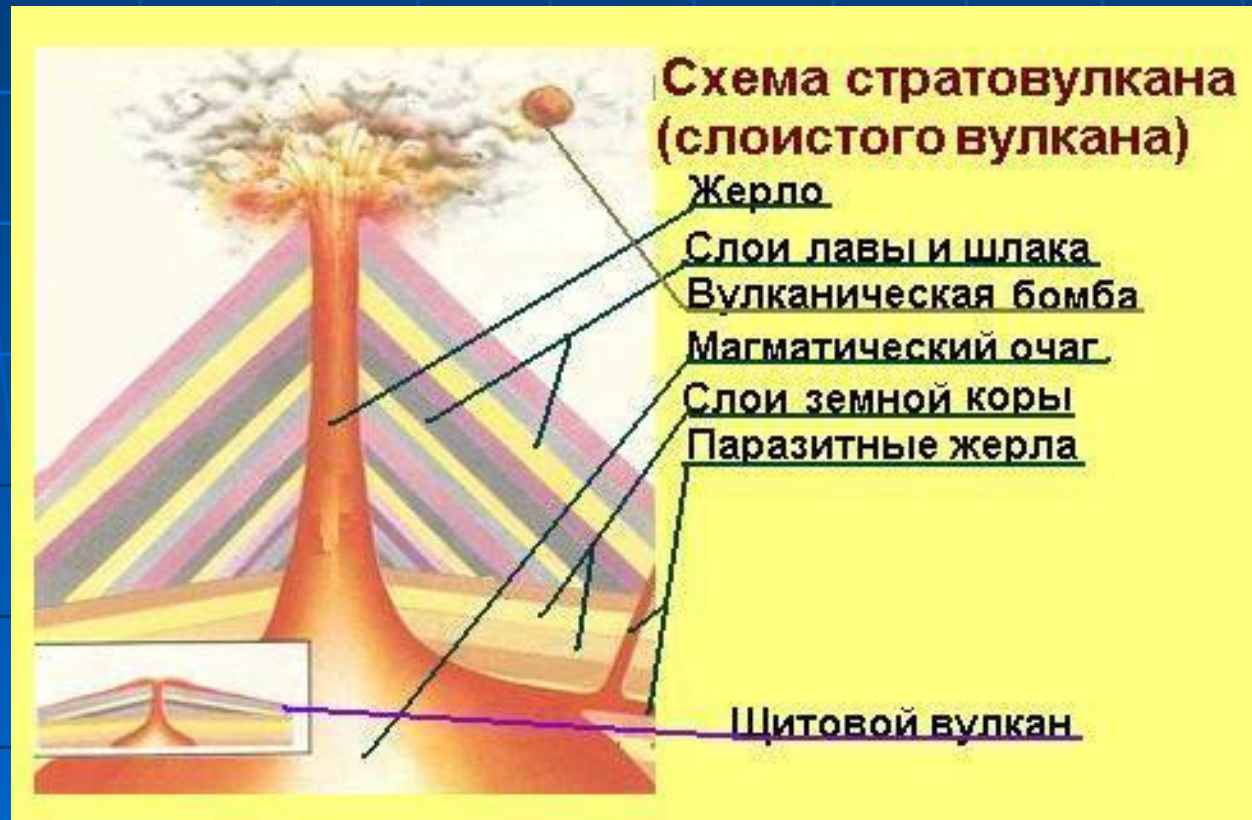 Схема стратовулкана
(слоистого вулкана)
Жерло
Слои лавы и шлака
Вулканическая бомба
Магматический очаг
Слои земной коры
Паразитные жерла
Щитовой вулкан